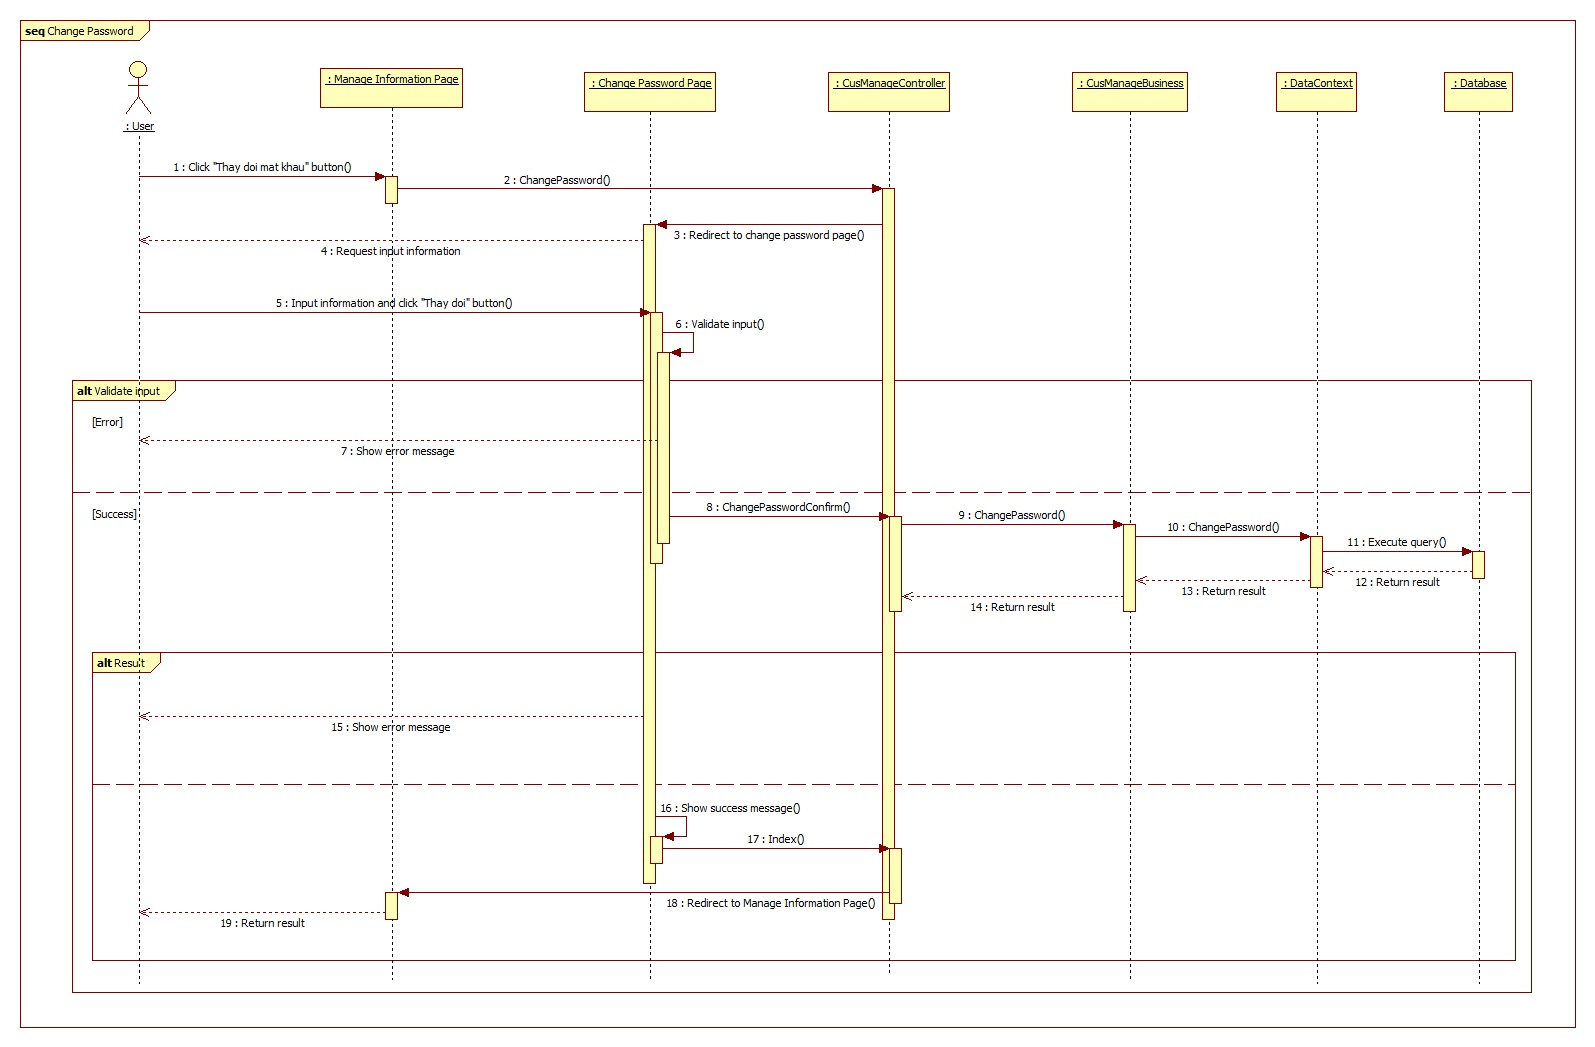 seq Change Password
: User
: Manage Information Page
: Change Password Page
: CusManageController
: CusManageBusiness
: DataContext
: Database
1 : Click "Thay doi mat khau" button()
2 : ChangePassword()
3 : Redirect to change password page()
4 : Request input information
5 : Input information and click "Thay doi" button()
6 : Validate input()
alt Validate input
[Error]
7 : Show error message
[Success]
8 : ChangePasswordConfirm()
9 : ChangePassword()
10 : ChangePassword()
11 : Execute query()
12 : Return result
13 : Return result
14 : Return result
alt Result
15 : Show error message
16 : Show success message()
17 : Index()
18 : Redirect to Manage Information Page()
19 : Return result